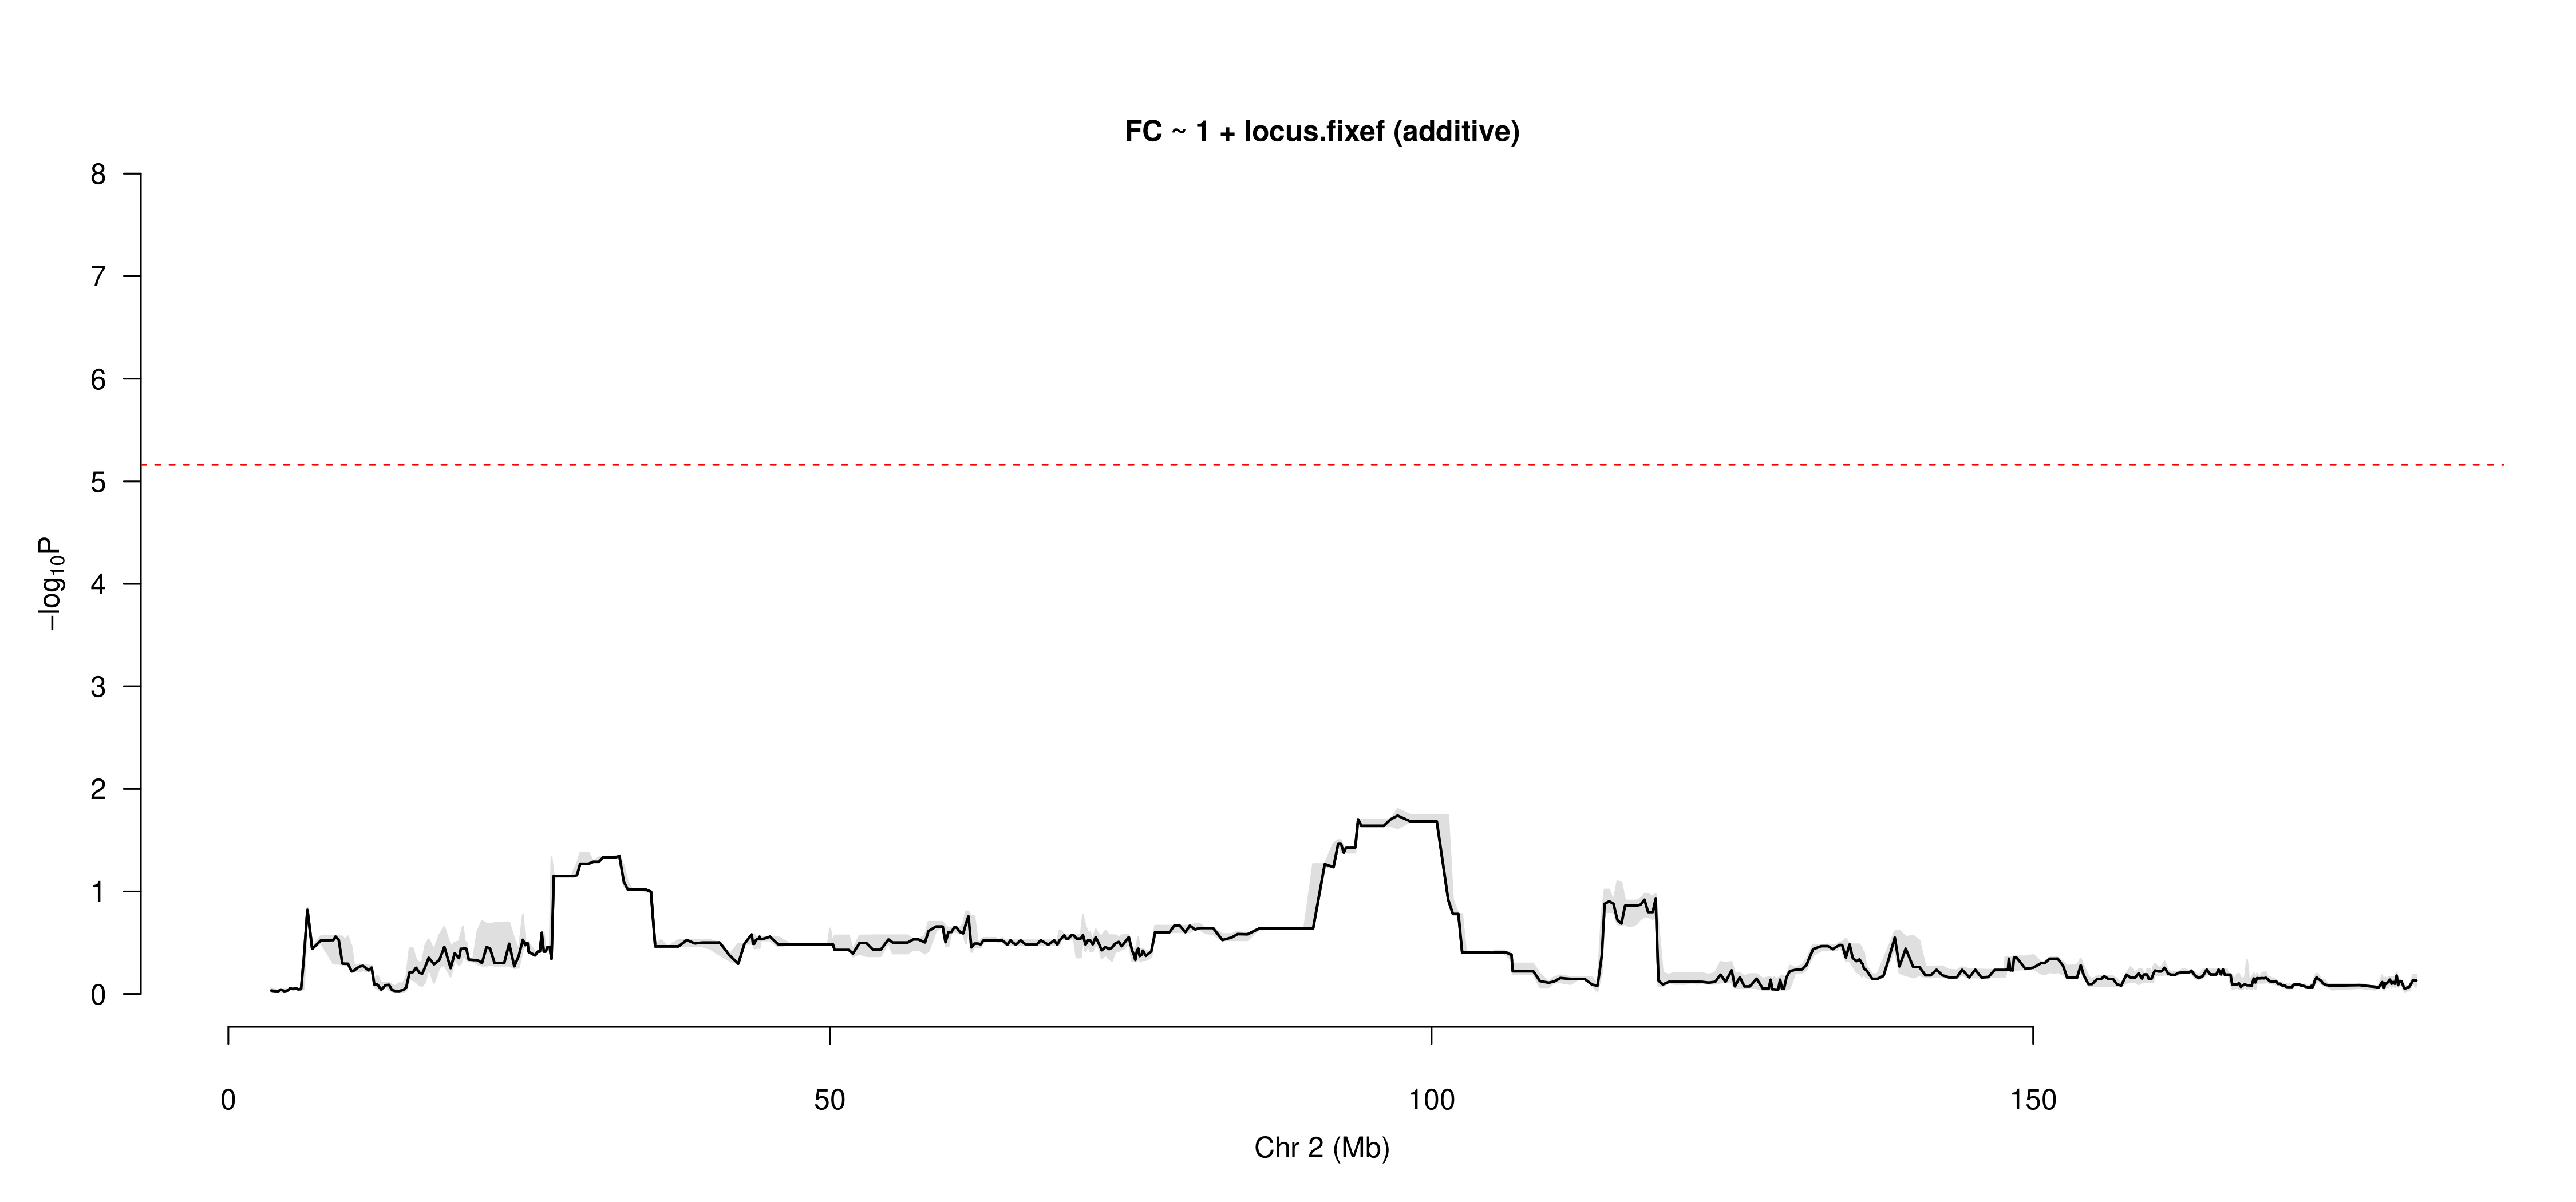 FC ~ 1 + locus.fixef (additive)
8
7
6
5
4
3
2
1
0
−log10P
0 50 100 150
Chr 2 (Mb)